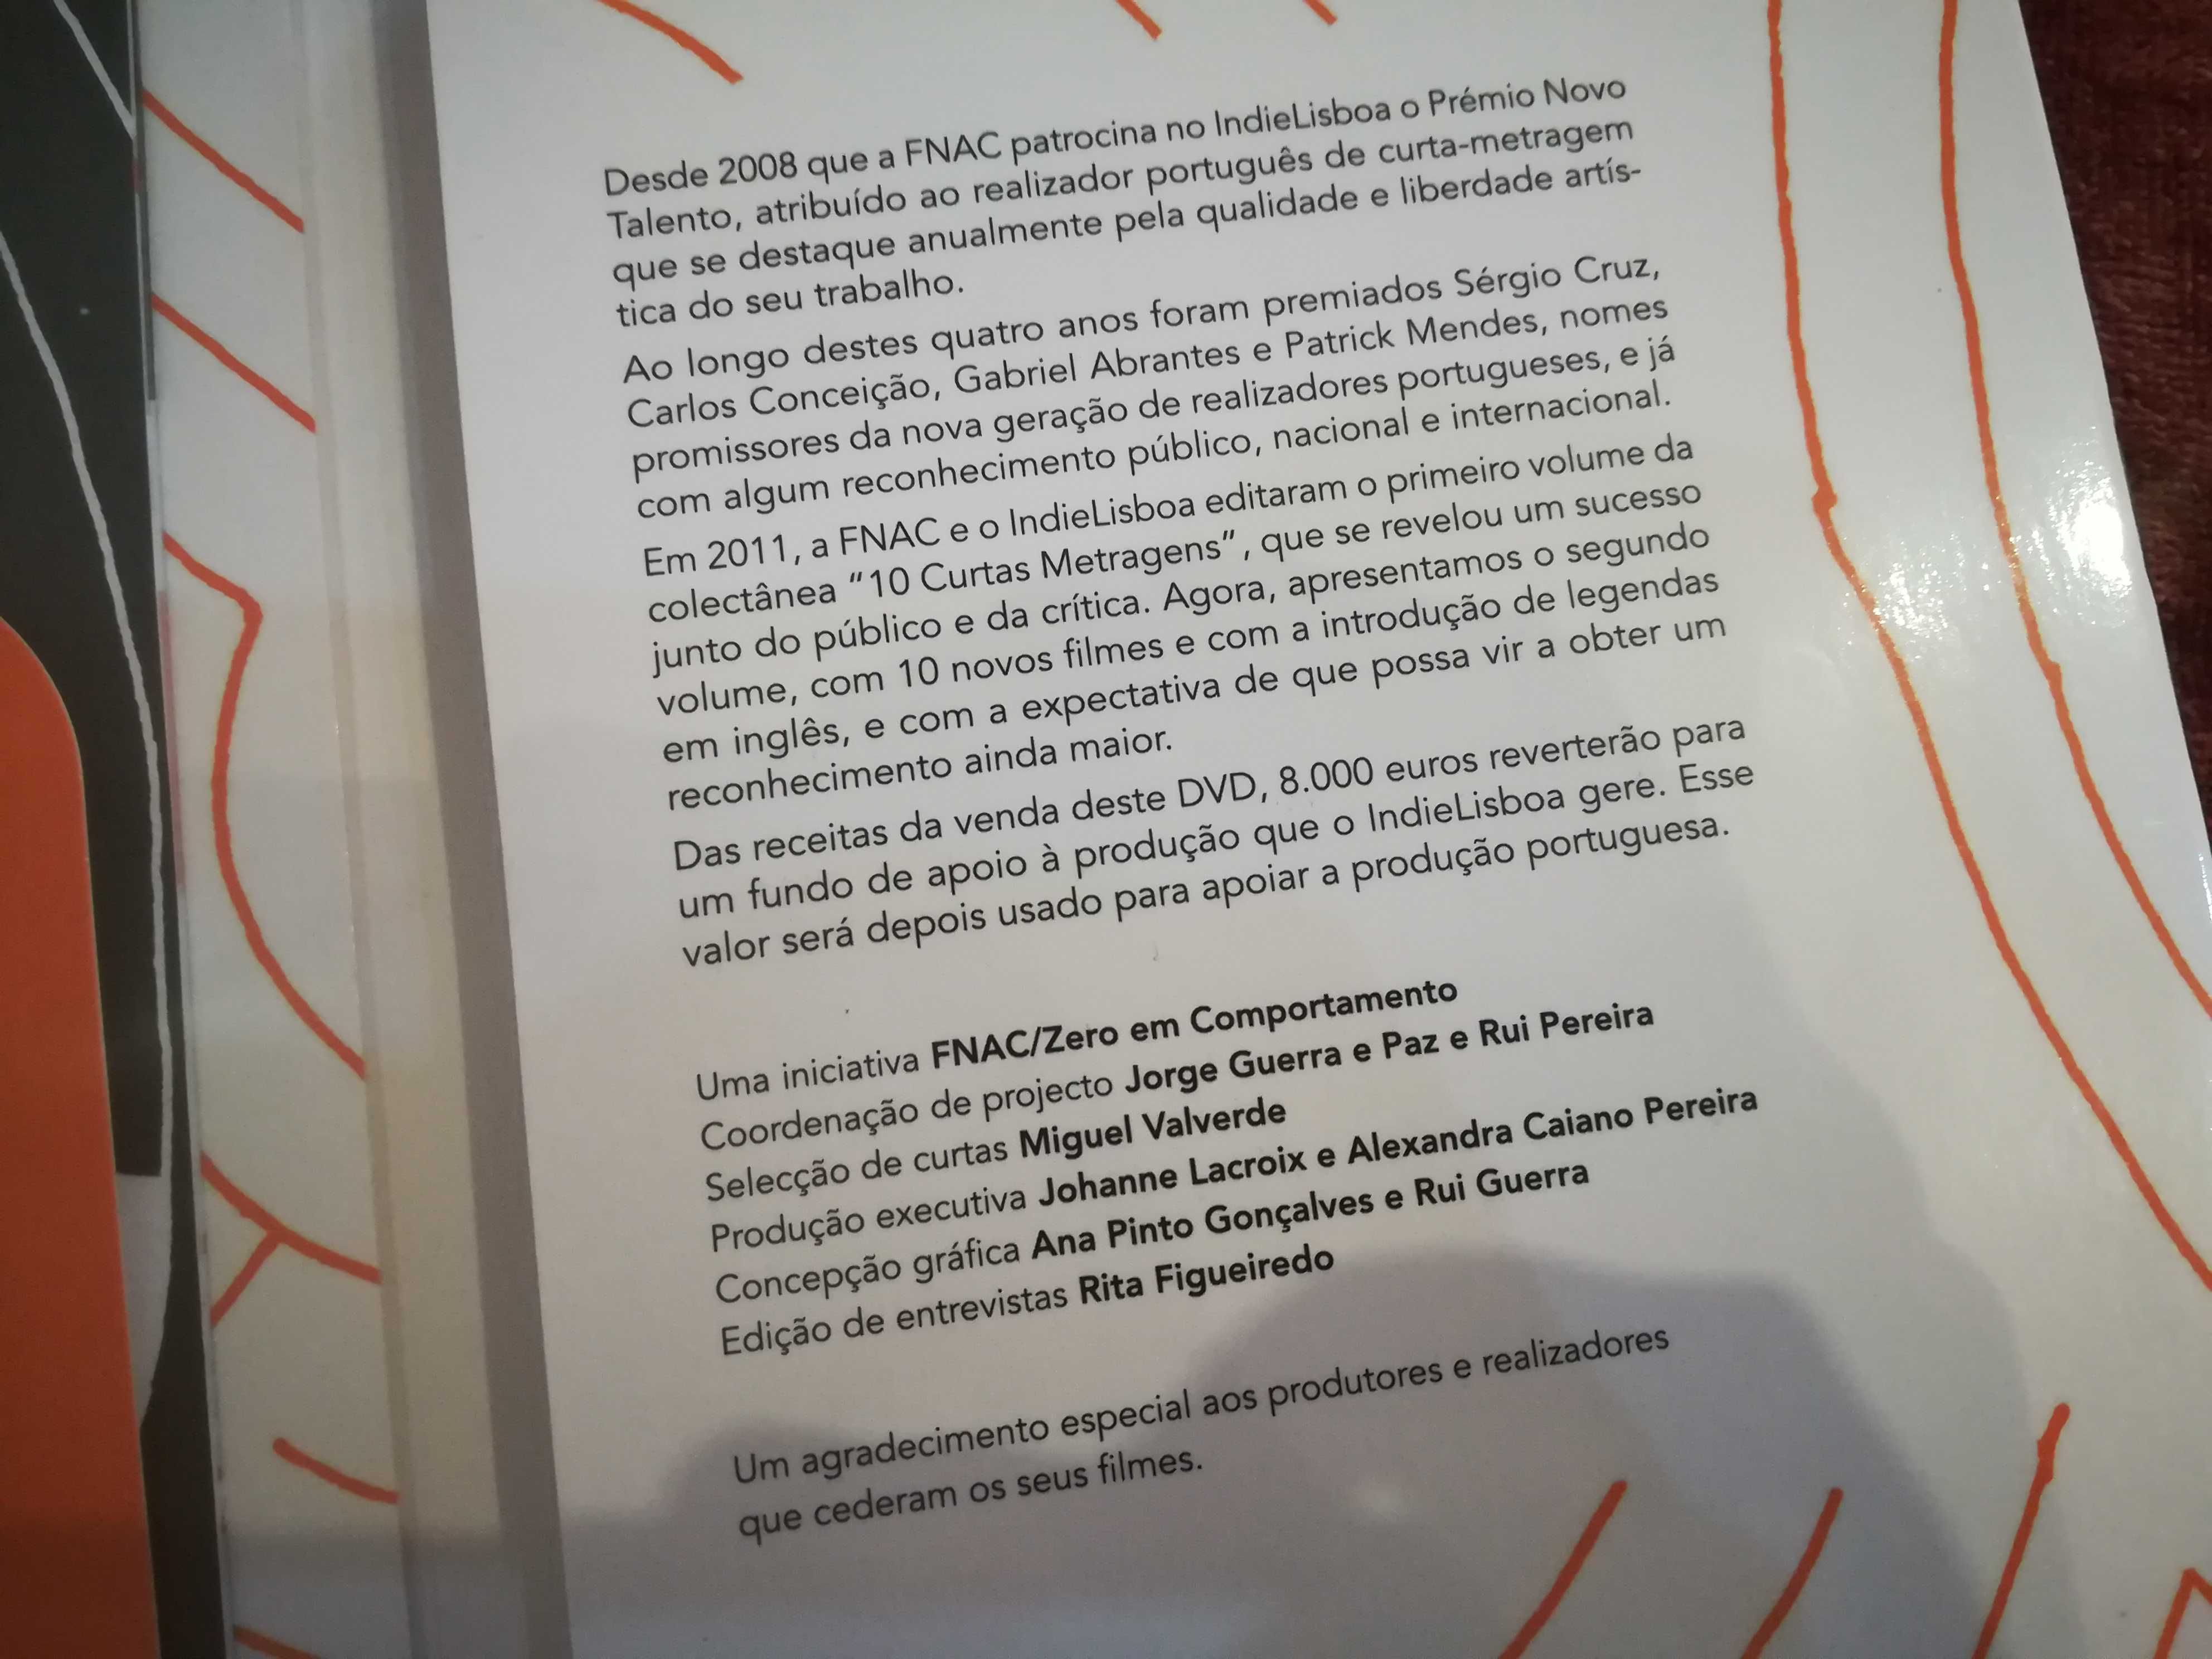 Desde 2008 que a FNAC patrocina no IndieLisboa o Prémio Novo
Talento, atribuído ao realizador português de curta-metragem
que se destaque anualmente pela qualidade e liberdade artís-
tica do seu trabalho.
Ao longo destes quatro anos foram premiados Sérgio Cruz,
Carlos Conceição, Gabriel Abrantes e Patrick Mendes, nomes
promissores da nova geração de realizadores portugueses, e já
com algum reconhecimento público, nacional e internacional.
Em 2011, a FNAC e o IndieLisboa editaram o primeiro volume da
colectânea "10 Curtas Metragens", que se revelou um sucesso
junto do público e da crítica. Agora, apresentamos o segundo
volume, com 10 novos filmes e com a introdução de legendas
em inglês, e com a expectativa de que possa vir a obter um
reconhecimento ainda maior.
Das receitas da venda deste DVD, 8.000 euros reverterão para
um fundo de apoio à produção que o IndieLisboa gere. Esse
valor será depois usado para apoiar a produção portuguesa.
Uma iniciativa FNAC/Zero em Comportamento
Coordenação de projecto Jorge Guerra e Paz e Rui Pereira
Selecção de curtas Miguel Valverde
Produção executiva Johanne Lacroix e Alexandra Caiano Pereira
Concepção gráfica Ana Pinto Gonçalves e Rui Guerra
Edição de entrevistas Rita Figueiredo
Um agradecimento especial aos produtores e realizadores
que cederam os seus filmes.